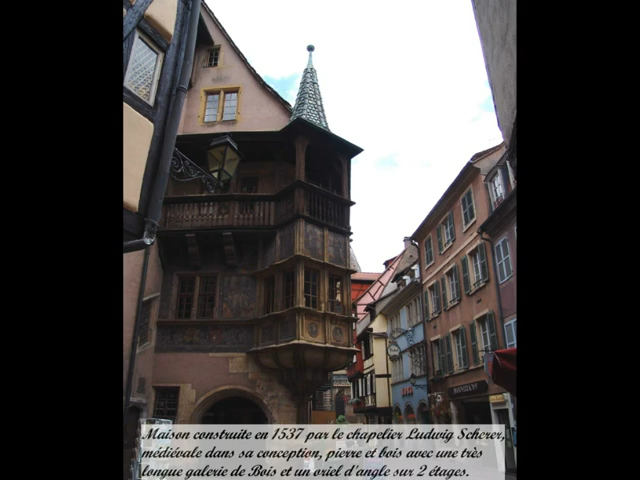 Maison construite en 1537 par le chapelier Ludwig Scherer,
médiévale dans sa conception, pierre et bois avec une très
longue galerie de Bois et un oriel d'angle sur 2 étages.